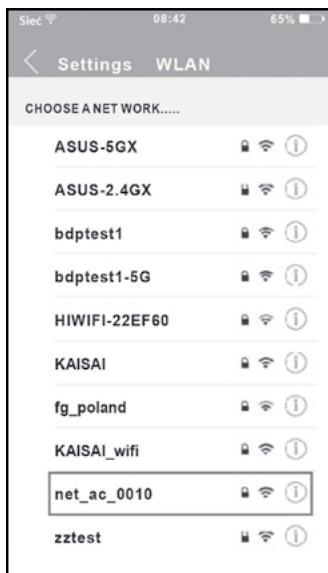 Sieć 08:42 65%
Settings WLAN
CHOOSE A NET WORK.....
ASUS-5GX
ASUS-2.4GX
bdptest1
bdptest1-5G
HIWIFI-22EF60
KAISAI
fg_poland
KAISAI_wifi
net_ac_0010
zztest